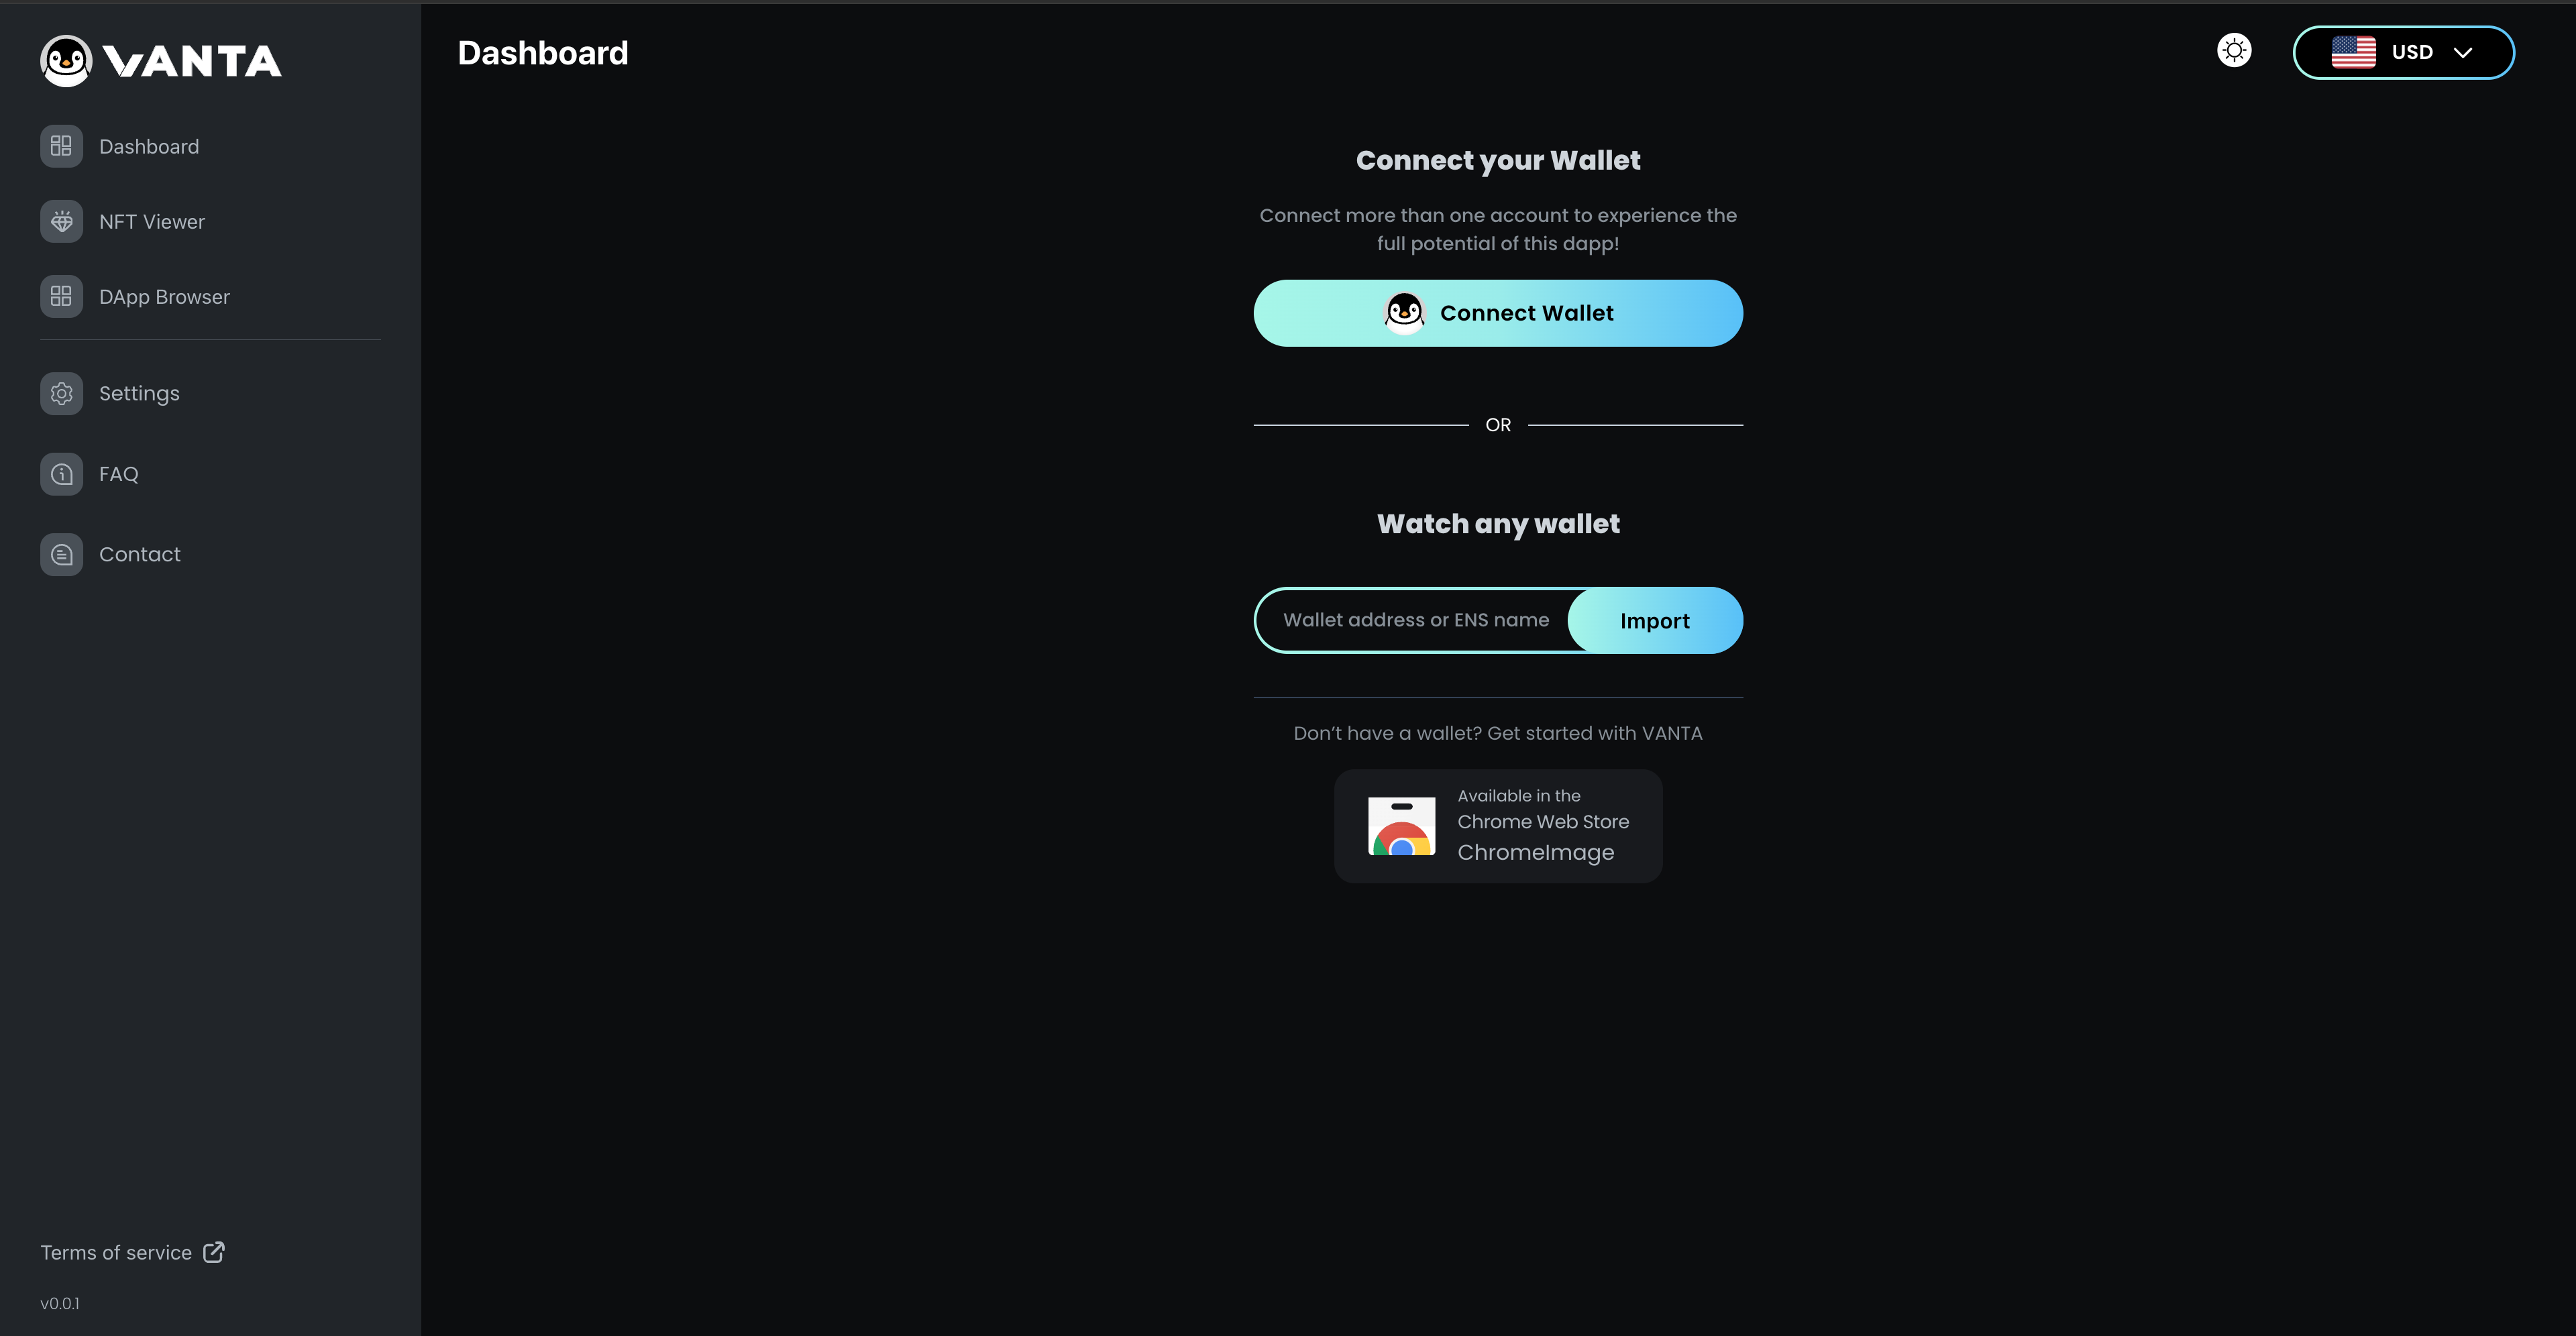 VANTA
Dashboard
NFT Viewer
DApp Browser
Settings
FAQ
Contact
Terms of service
v0.0.1
Dashboard
USD
Connect your Wallet
Connect more than one account to experience the
full potential of this dapp!
Connect Wallet
OR
Watch any wallet
Wallet address or ENS name
Import
Don’t have a wallet? Get started with VANTA
Available in the
Chrome Web Store
ChromeImage